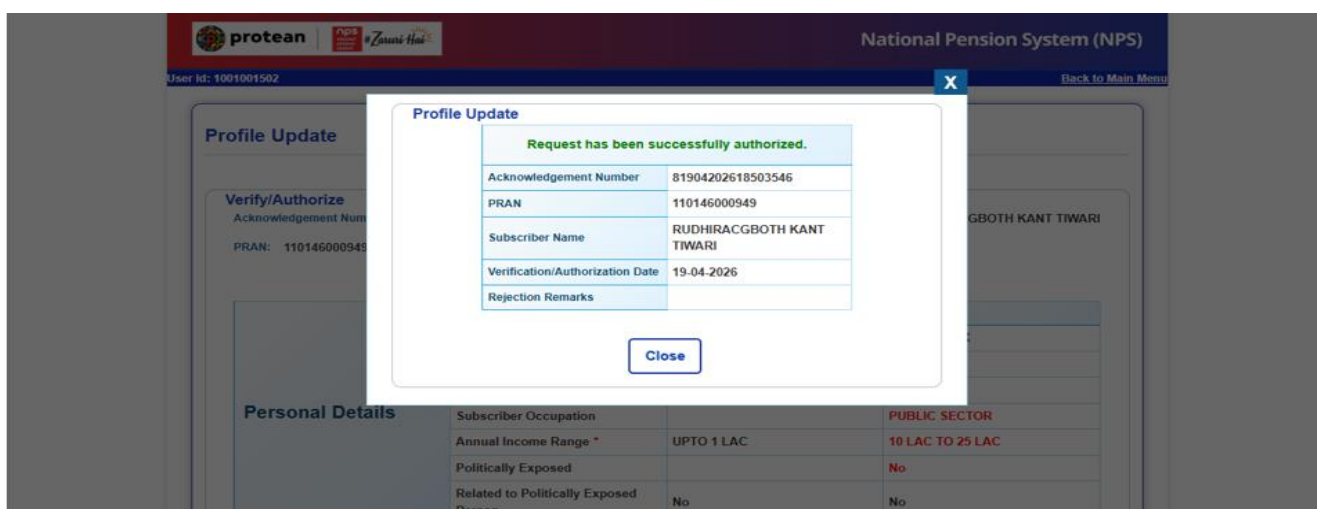 protean nps #Zaruri Hai
National Pension System (NPS)
User Id: 1001001502
Back to Main Menu
X
Profile Update
Profile Update
Request has been successfully authorized.
Acknowledgement Number 81904202618503546
PRAN 110146000949
Subscriber Name RUDHIRACGBOTH KANT
TIWARI
Verification/Authorization Date 19-04-2026
Rejection Remarks
Close
Verify/Authorize
Acknowledgement Num
GBOTH KANT TIWARI
PRAN: 110146000949
Personal Details
Subscriber Occupation PUBLIC SECTOR
Annual Income Range * UPTO 1 LAC 10 LAC TO 25 LAC
Politically Exposed No
Related to Politically Exposed No No